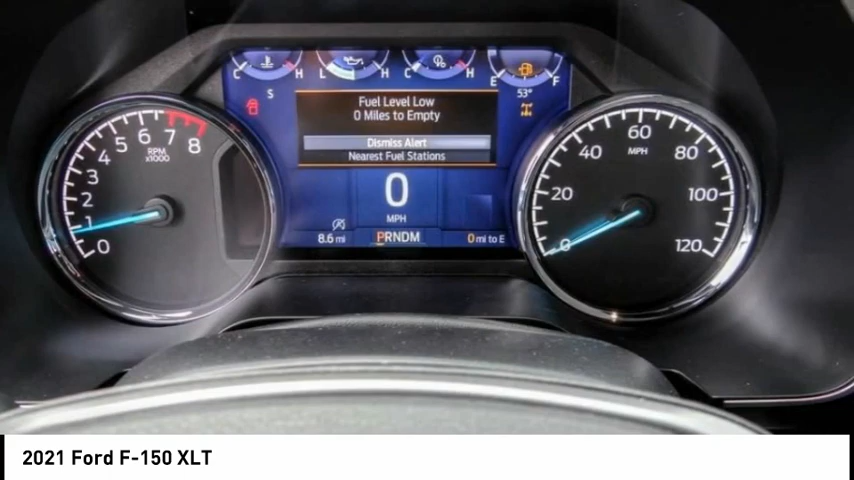 C H L H C H E F
S
53°
Fuel Level Low
0 Miles to Empty
Dismiss Alert
Nearest Fuel Stations
0
MPH
8.6 mi
PRNDM
0 mi to E
0 1 2 3 4 5 6 7 8
RPM
x1000
0 20 40 60 80 100 120
MPH
2021 Ford F-150 XLT